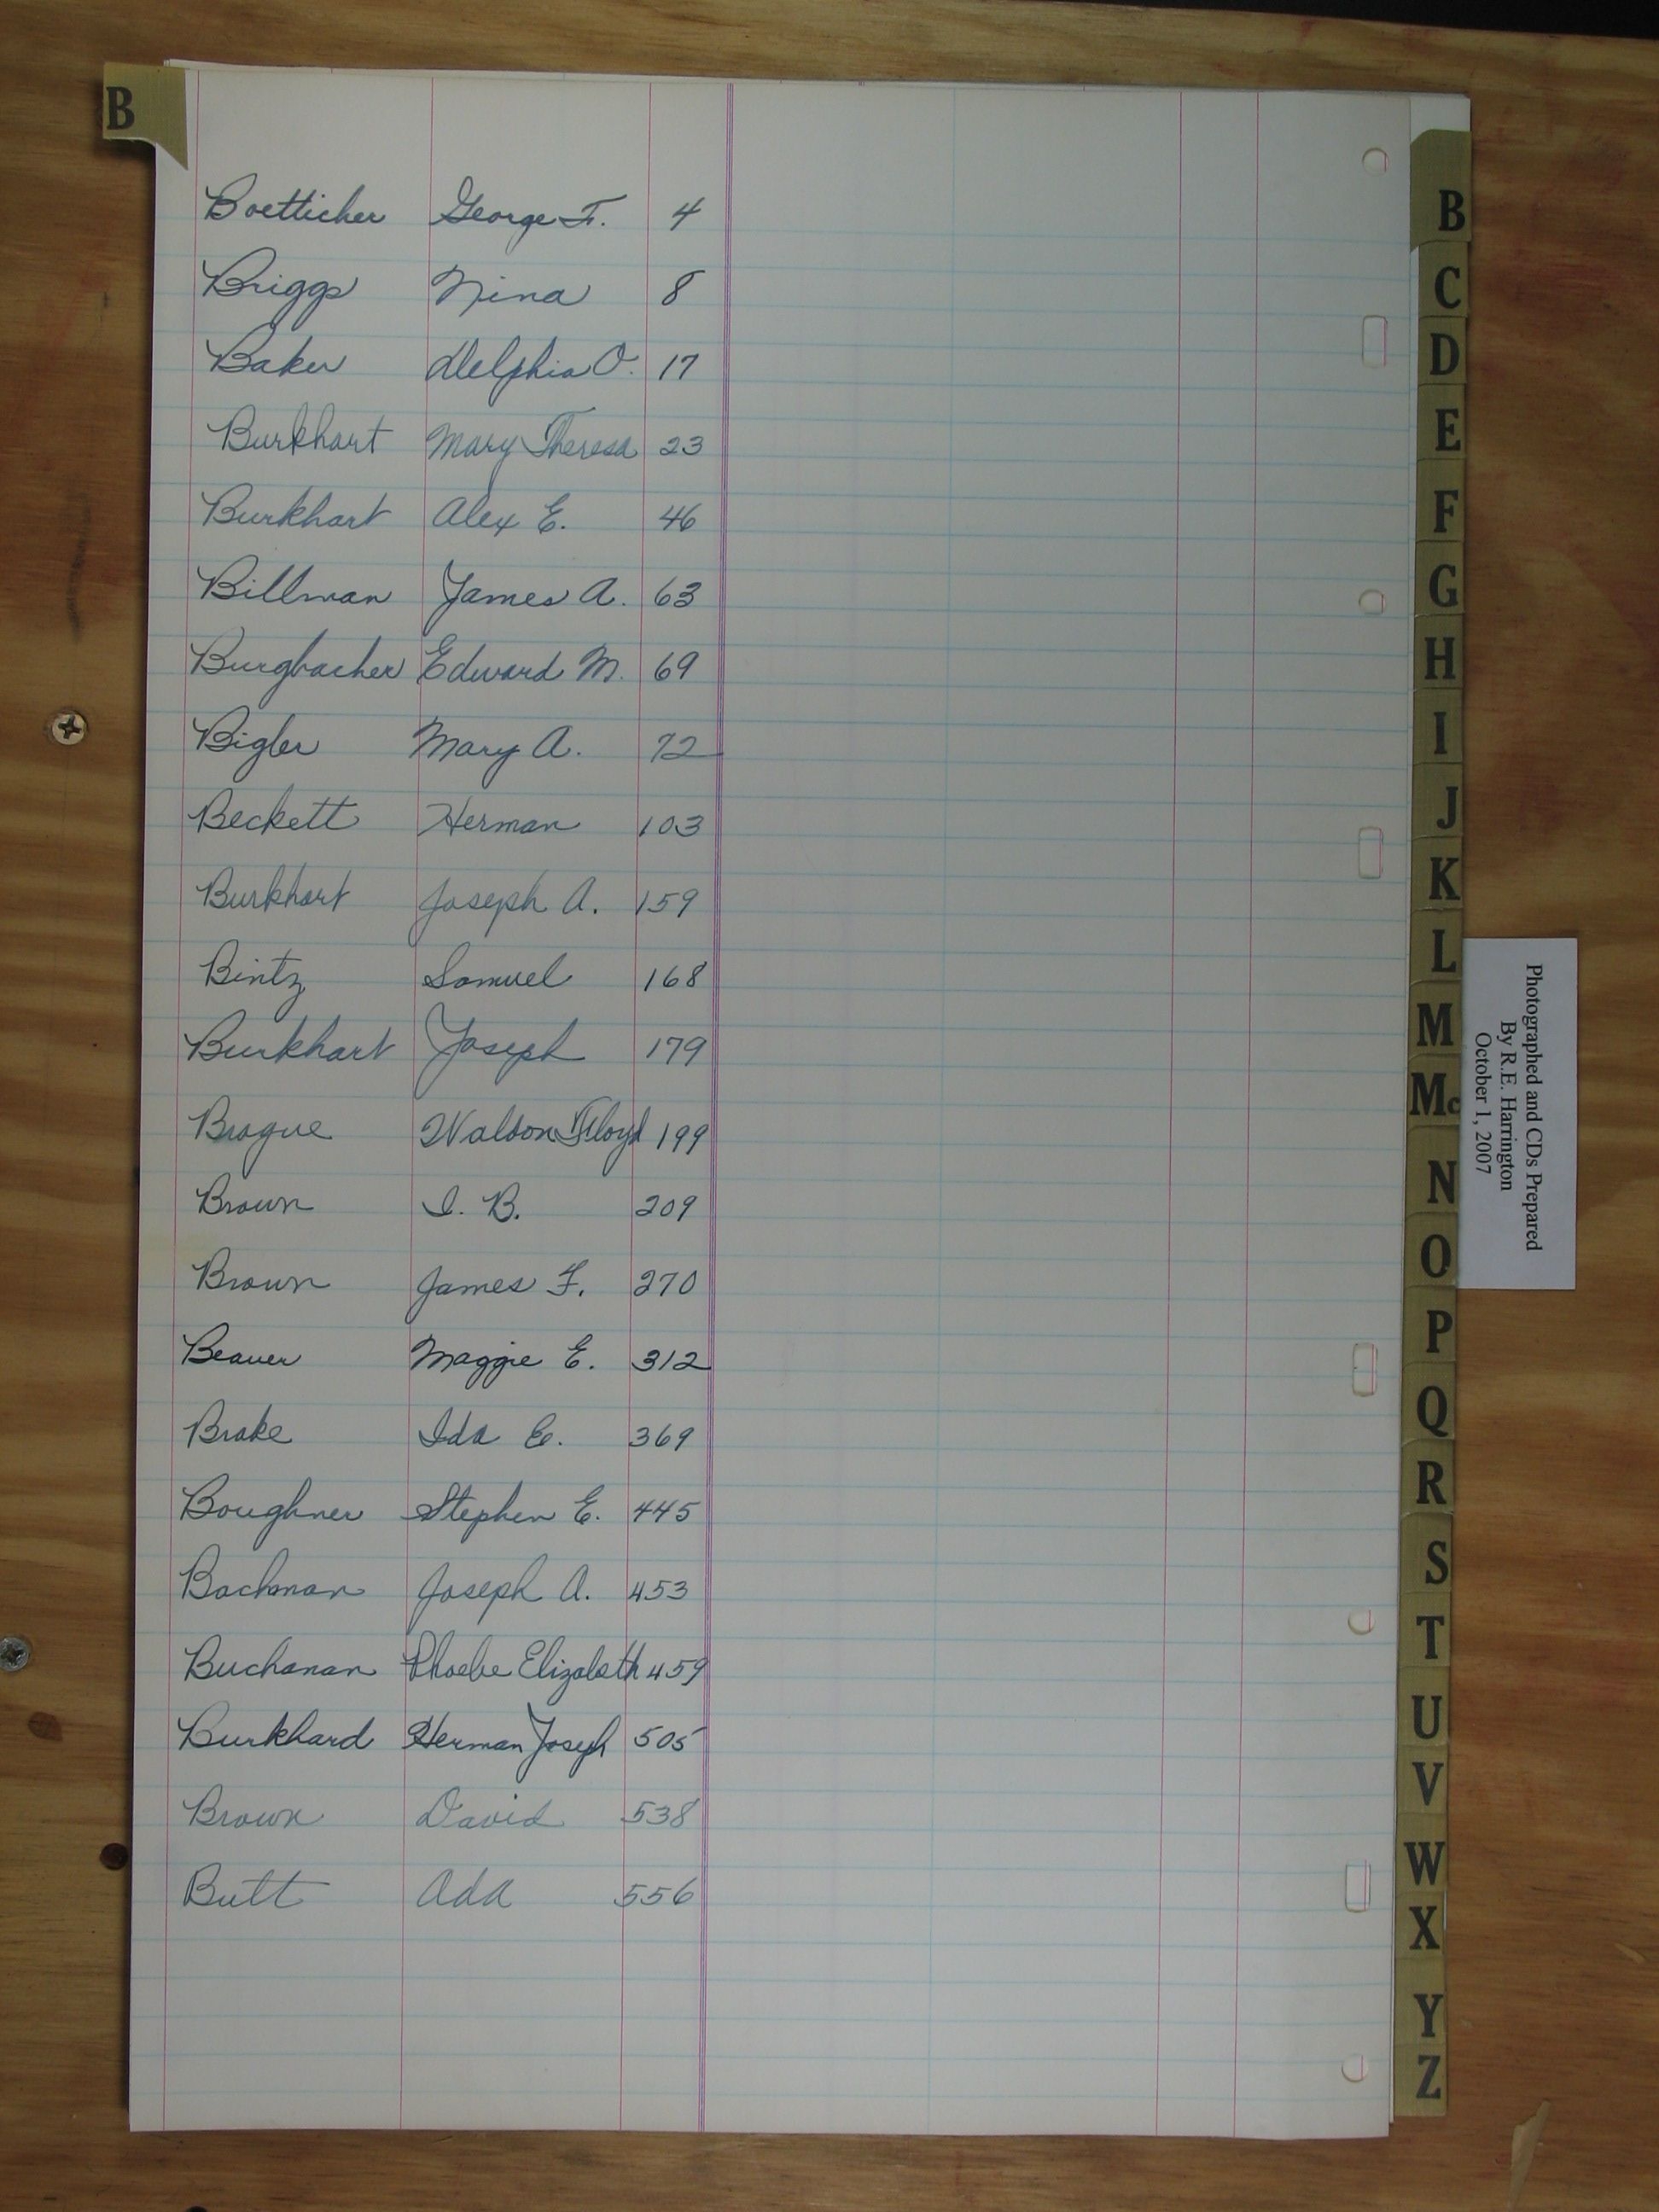 B
Boetticher George F. 4
Briggs Nina 8
Baker Delphia O. 17
Burkhart Mary Theresa 23
Burkhart Alex E. 46
Billman James A. 63
Burgbacher Edward M. 69
Bigler Mary A. 72
Beckett Herman 103
Burkhart Joseph A. 159
Bintz Samuel 168
Burkhart Joseph 179
Brogue Waldon Floyd 199
Brown I. B. 209
Brown James F. 270
Beaver Maggie E. 312
Brake Ida E. 369
Boughner Stephen E. 445
Bachman Joseph A. 453
Buchanan Phoebe Elizabeth 459
Burkhard Herman Joseph 505
Brown David 538
Butt Ada 556
B
C
D
E
F
G
H
I
J
K
L
M
Mc
N
O
P
Q
R
S
T
U
V
W
X
Y
Z
Photographed and CDs Prepared
By R.E. Harrington
October 1, 2007